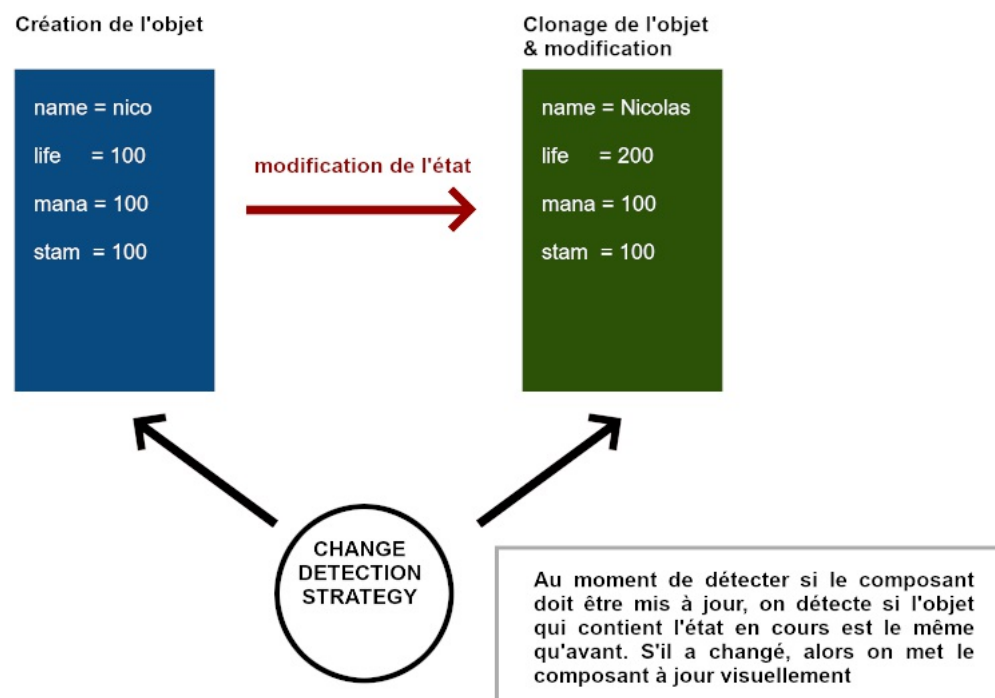 Création de l'objet
name = nico
life = 100
mana = 100
stam = 100
modification de l'état
Clonage de l'objet
& modification
name = Nicolas
life = 200
mana = 100
stam = 100
CHANGE
DETECTION
STRATEGY
Au moment de détecter si le composant
doit être mis à jour, on détecte si l'objet
qui contient l'état en cours est le même
qu'avant. S'il a changé, alors on met le
composant à jour visuellement